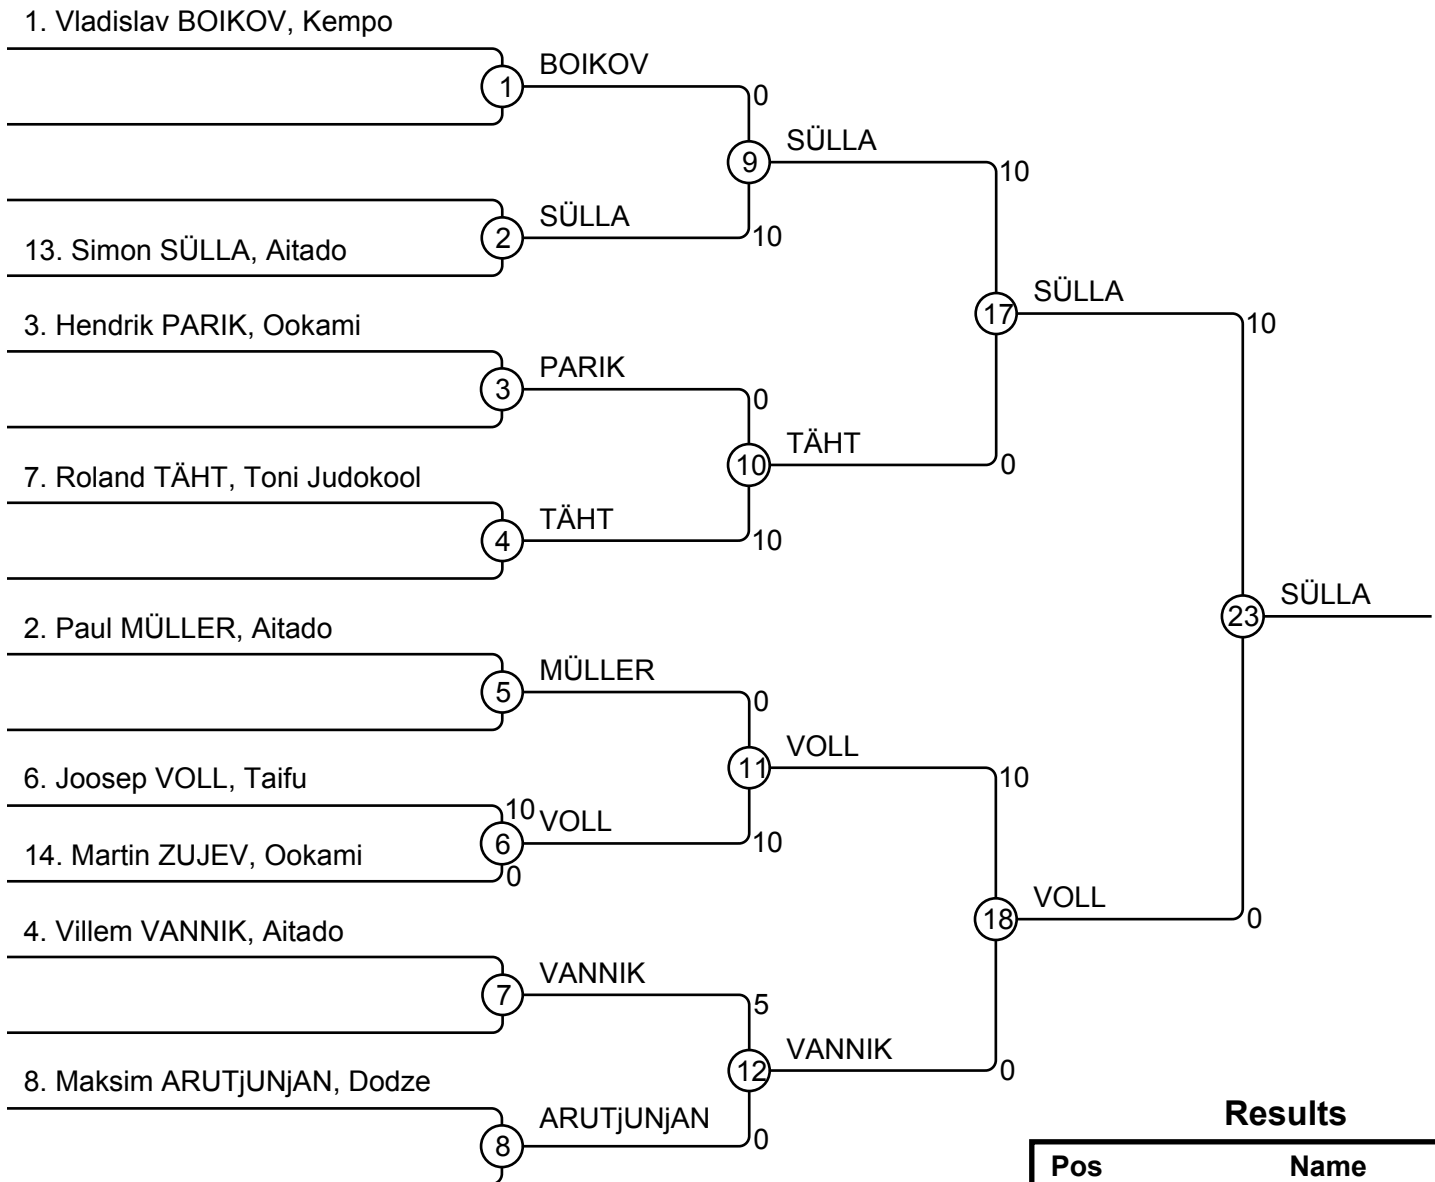 1. Vladislav BOIKOV, Kempo
BOIKOV
1
0
SÜLLA
9
10
SÜLLA
2
10
13. Simon SÜLLA, Aitado
SÜLLA
17
10
3. Hendrik PARIK, Ookami
PARIK
3
0
TÄHT
10
0
7. Roland TÄHT, Toni Judokool
TÄHT
4
10
SÜLLA
23
2. Paul MÜLLER, Aitado
MÜLLER
5
0
VOLL
11
10
6. Joosep VOLL, Taifu
10
VOLL
6
10
14. Martin ZUJEV, Ookami
0
VOLL
18
0
4. Villem VANNIK, Aitado
VANNIK
7
5
VANNIK
12
0
8. Maksim ARUTjUNjAN, Dodze
ARUTjUNjAN
8
0
Results
Pos Name